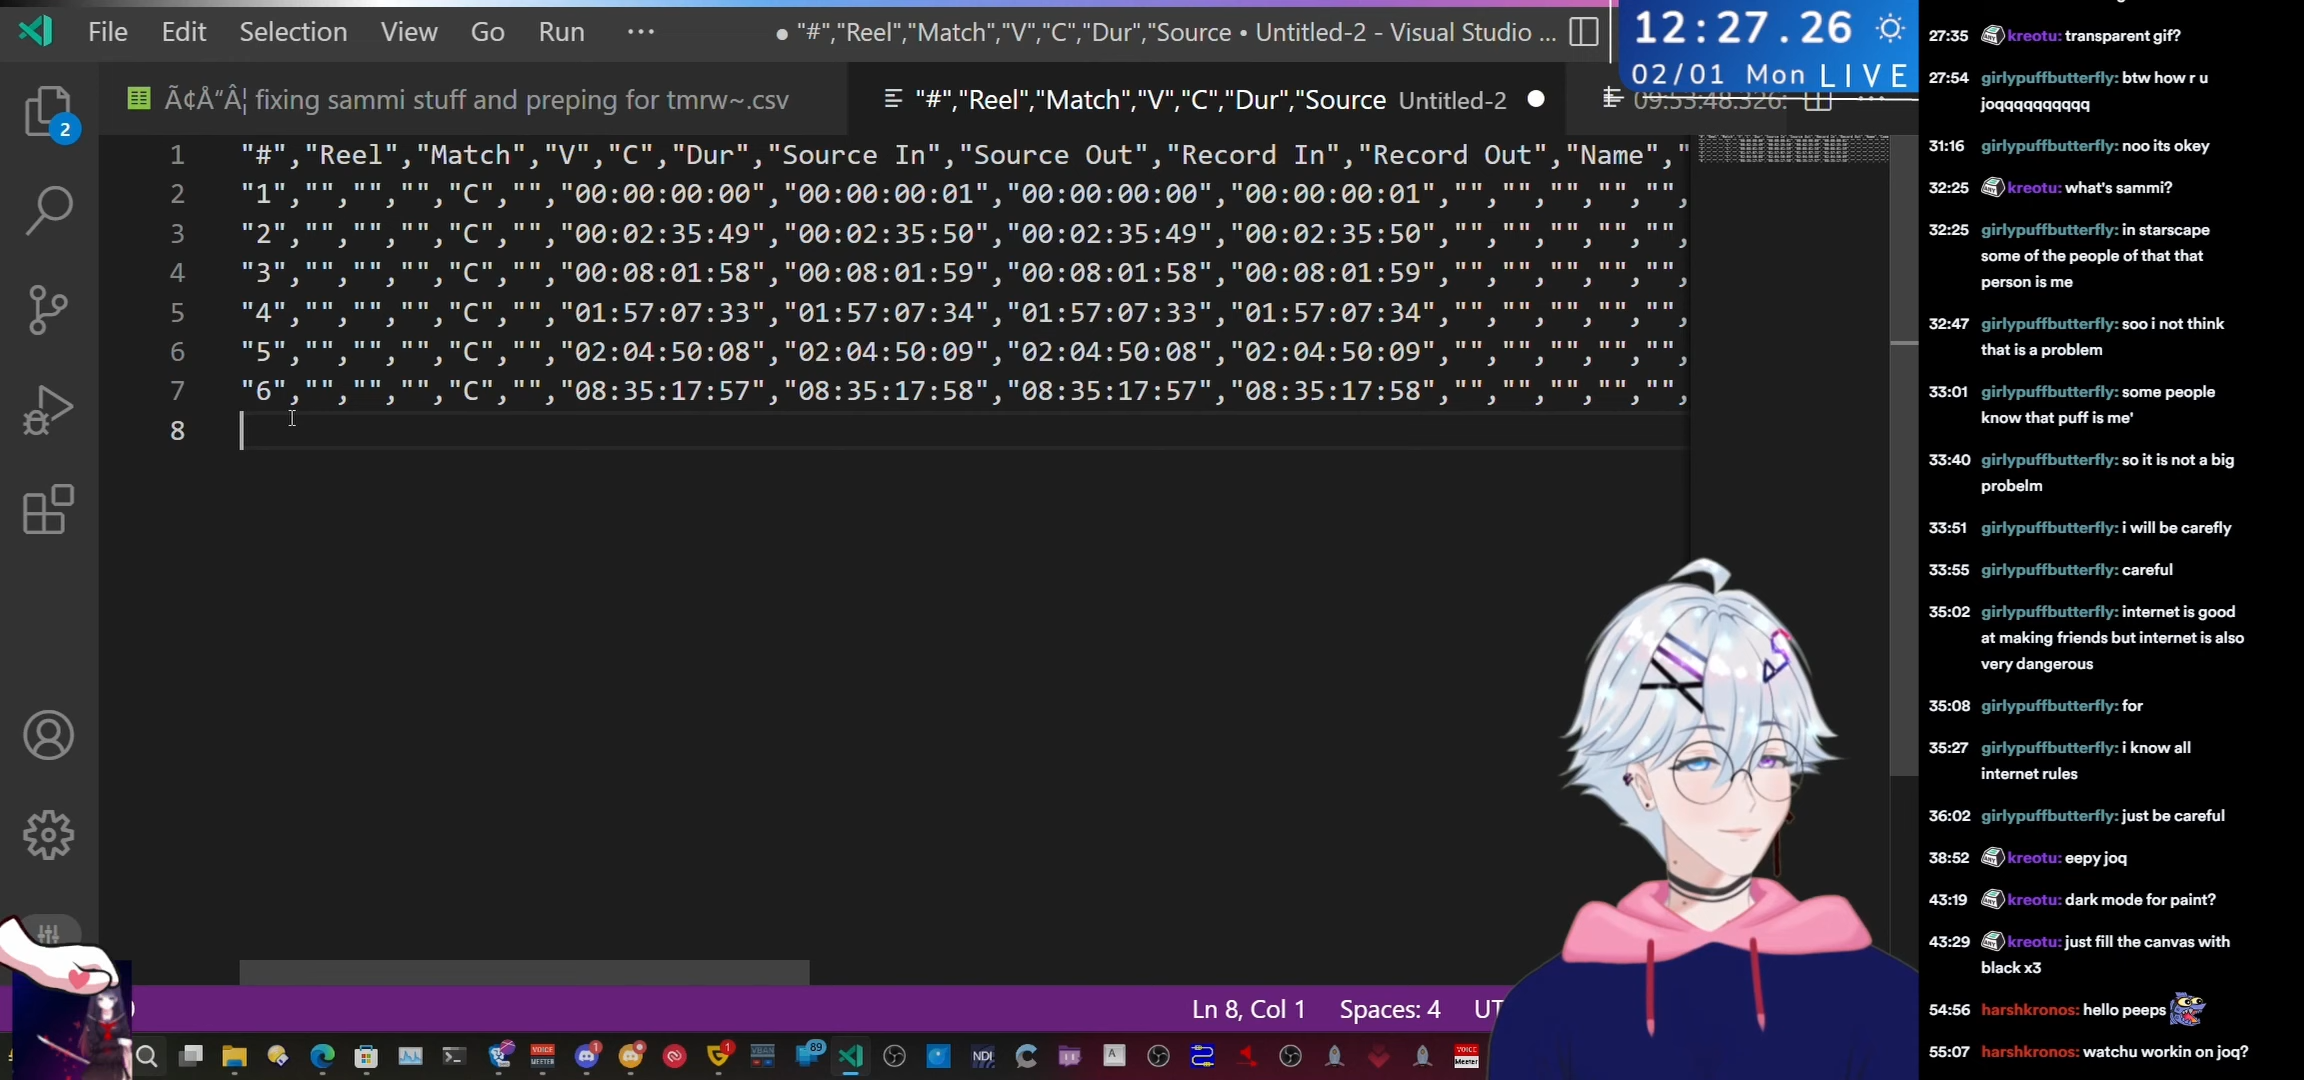 File Edit Selection View Go Run ···
● "#","Reel","Match","V","C","Dur","Source • Untitled-2 - Visual Studio ...
12:27.26
02/01 Mon LIVE
Ã¢Å“Â¦ fixing sammi stuff and preping for tmrw~.csv
"#","Reel","Match","V","C","Dur","Source Untitled-2 ●
09:53:48.326:
2
1 "#","Reel","Match","V","C","Dur","Source In","Source Out","Record In","Record Out","Name","
2 "1","","","","C","","00:00:00:00","00:00:00:01","00:00:00:00","00:00:00:01","","","","","",
3 "2","","","","C","","00:02:35:49","00:02:35:50","00:02:35:49","00:02:35:50","","","","","",
4 "3","","","","C","","00:08:01:58","00:08:01:59","00:08:01:58","00:08:01:59","","","","","",
5 "4","","","","C","","01:57:07:33","01:57:07:34","01:57:07:33","01:57:07:34","","","","","",
6 "5","","","","C","","02:04:50:08","02:04:50:09","02:04:50:08","02:04:50:09","","","","","",
7 "6","","","","C","","08:35:17:57","08:35:17:58","08:35:17:57","08:35:17:58","","","","","",
8
Ln 8, Col 1 Spaces: 4 UT
VOICE
MEETER
1
1
89
NDI
A
VOICE
MEETER
27:35 kreotu: transparent gif?
27:54 girlypuffbutterfly: btw how r u
joqqqqqqqqqq
31:16 girlypuffbutterfly: noo its okey
32:25 kreotu: what's sammi?
32:25 girlypuffbutterfly: in starscape
some of the people of that that
person is me
32:47 girlypuffbutterfly: soo i not think
that is a problem
33:01 girlypuffbutterfly: some people
know that puff is me'
33:40 girlypuffbutterfly: so it is not a big
probelm
33:51 girlypuffbutterfly: i will be carefly
33:55 girlypuffbutterfly: careful
35:02 girlypuffbutterfly: internet is good
at making friends but internet is also
very dangerous
35:08 girlypuffbutterfly: for
35:27 girlypuffbutterfly: i know all
internet rules
36:02 girlypuffbutterfly: just be careful
38:52 kreotu: eepy joq
43:19 kreotu: dark mode for paint?
43:29 kreotu: just fill the canvas with
black x3
54:56 harshkronos: hello peeps
55:07 harshkronos: watchu workin on joq?